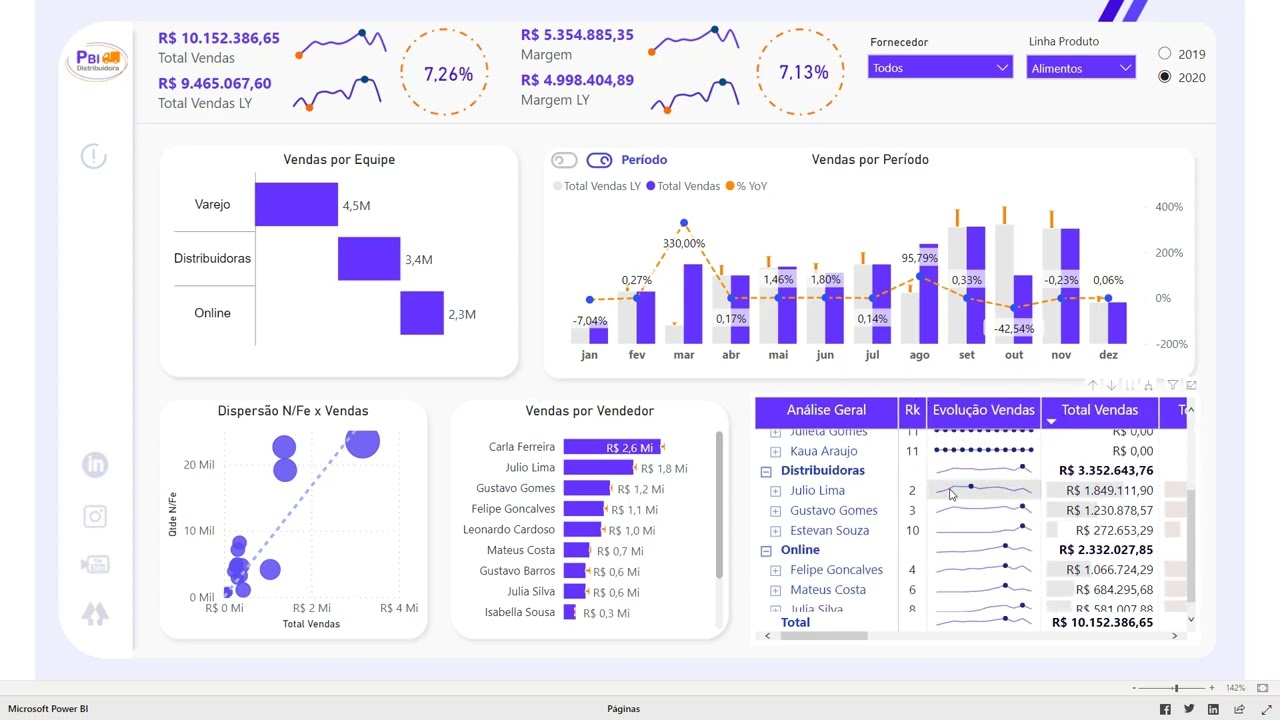 PBI
Distribuidora
R$ 10.152.386,65
Total Vendas
R$ 9.465.067,60
Total Vendas LY
7,26%
R$ 5.354.885,35
Margem
R$ 4.998.404,89
Margem LY
7,13%
Fornecedor
Todos
Linha Produto
Alimentos
2019
2020
Vendas por Equipe
Varejo
4,5M
Distribuidoras
3,4M
Online
2,3M
Período
Vendas por Período
Total Vendas LY Total Vendas % YoY
400%
200%
0%
-200%
-7,04%
0,27%
330,00%
0,17%
1,46%
1,80%
0,14%
95,79%
0,33%
-42,54%
-0,23%
0,06%
jan fev mar abr mai jun jul ago set out nov dez
Dispersão N/Fe x Vendas
Qtde N/Fe
20 Mil
10 Mil
0 Mil
R$ 0 Mi R$ 2 Mi R$ 4 Mi
Total Vendas
Vendas por Vendedor
Carla Ferreira R$ 2,6 Mi
Julio Lima R$ 1,8 Mi
Gustavo Gomes R$ 1,2 Mi
Felipe Goncalves R$ 1,1 Mi
Leonardo Cardoso R$ 1,0 Mi
Mateus Costa R$ 0,7 Mi
Gustavo Barros R$ 0,6 Mi
Julia Silva R$ 0,6 Mi
Isabella Sousa R$ 0,3 Mi
Análise Geral Rk Evolução Vendas Total Vendas
Julieta Gomes 11 R$ 0,00
Kaua Araujo 11 R$ 0,00
Distribuidoras R$ 3.352.643,76
Julio Lima 2 R$ 1.849.111,90
Gustavo Gomes 3 R$ 1.230.878,57
Estevan Souza 10 R$ 272.653,29
Online R$ 2.332.027,85
Felipe Goncalves 4 R$ 1.066.724,29
Mateus Costa 6 R$ 684.295,68
Julia Silva 8 R$ 581.007,88
Total R$ 10.152.386,65
142%
Microsoft Power BI
Páginas